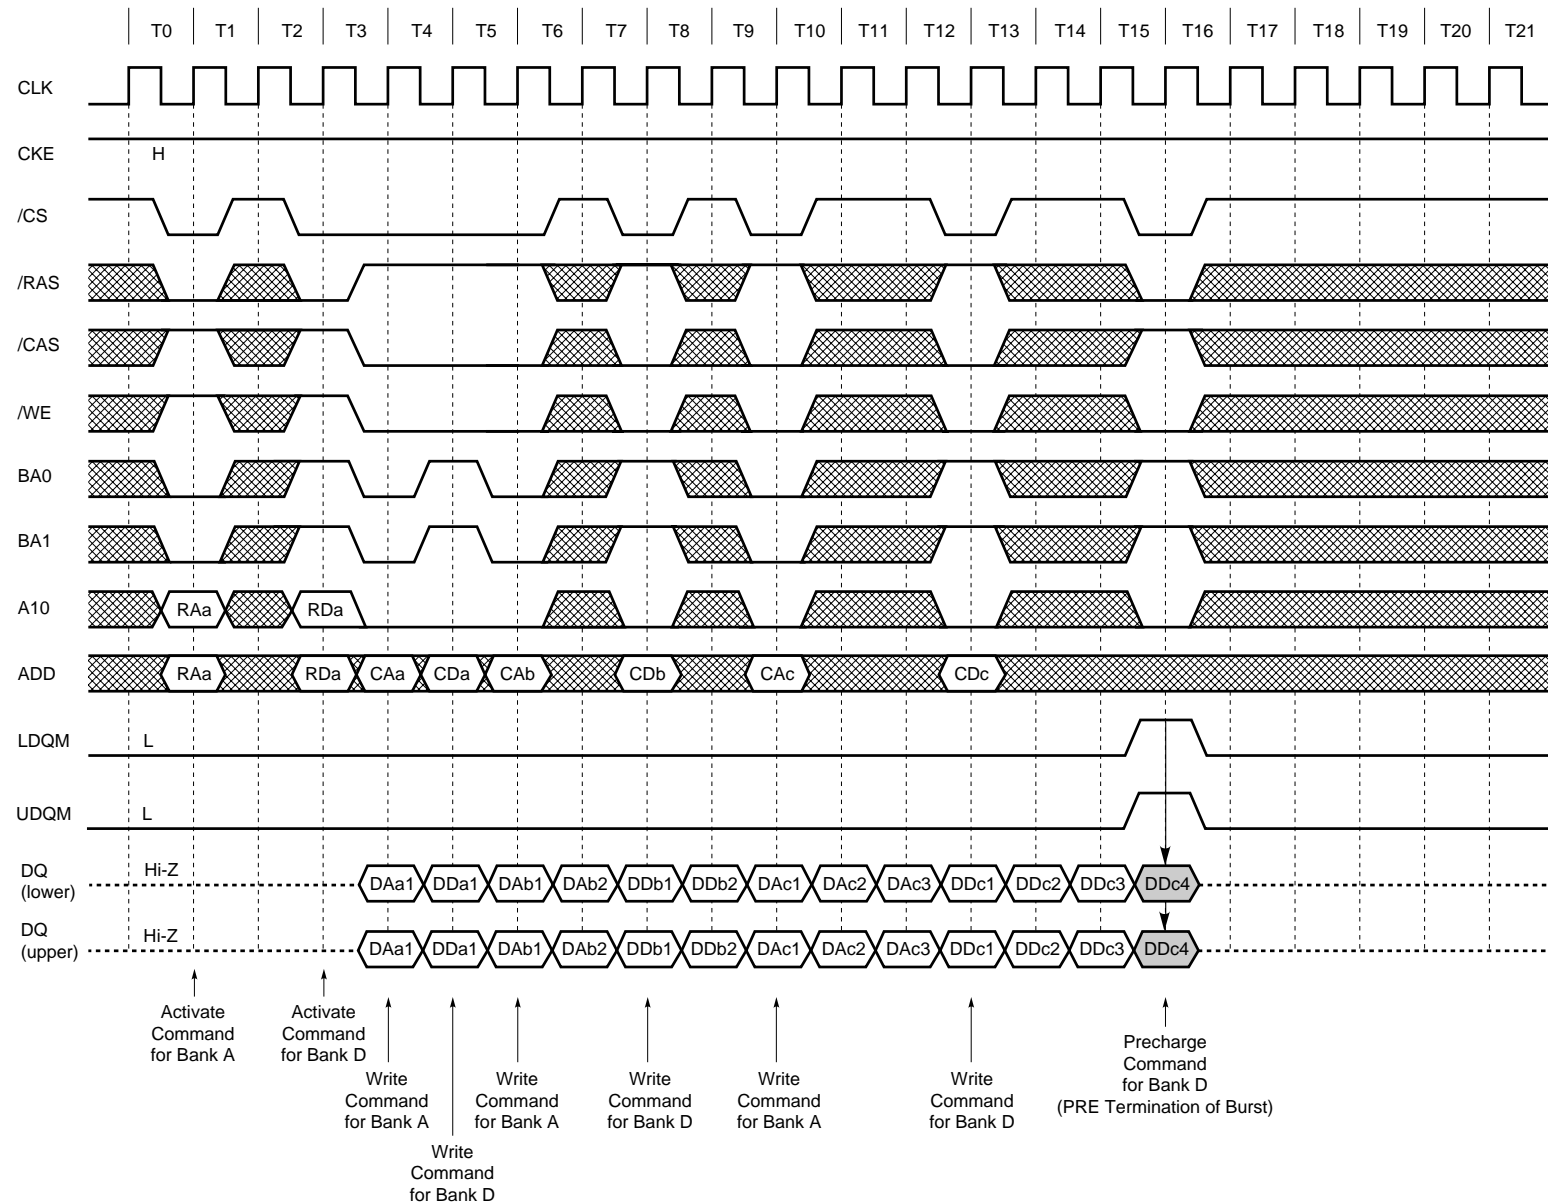 T0 T1 T2 T3 T4 T5 T6 T7 T8 T9 T10 T11 T12 T13 T14 T15 T16 T17 T18 T19 T20 T21
CLK
CKE H
/CS
/RAS
/CAS
/WE
BA0
BA1
A10 RAa RDa
ADD RAa RDa CAa CDa CAb CDb CAc CDc
LDQM L
UDQM L
DQ
(lower)
Hi-Z DAa1 DDa1 DAb1 DAb2 DDb1 DDb2 DAc1 DAc2 DAc3 DDc1 DDc2 DDc3 DDc4
DQ
(upper)
Hi-Z DAa1 DDa1 DAb1 DAb2 DDb1 DDb2 DAc1 DAc2 DAc3 DDc1 DDc2 DDc3 DDc4
Activate
Command
for Bank A
Activate
Command
for Bank D
Write
Command
for Bank A
Write
Command
for Bank D
Write
Command
for Bank A
Write
Command
for Bank D
Write
Command
for Bank A
Write
Command
for Bank D
Precharge
Command
for Bank D
(PRE Termination of Burst)